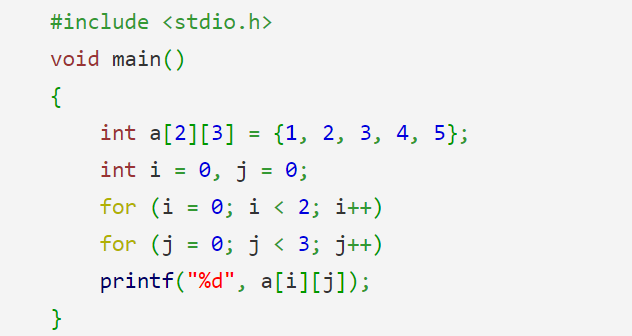 #include <stdio.h>
void main()
{
int a[2][3] = {1, 2, 3, 4, 5};
int i = 0, j = 0;
for (i = 0; i < 2; i++)
for (j = 0; j < 3; j++)
printf("%d", a[i][j]);
}